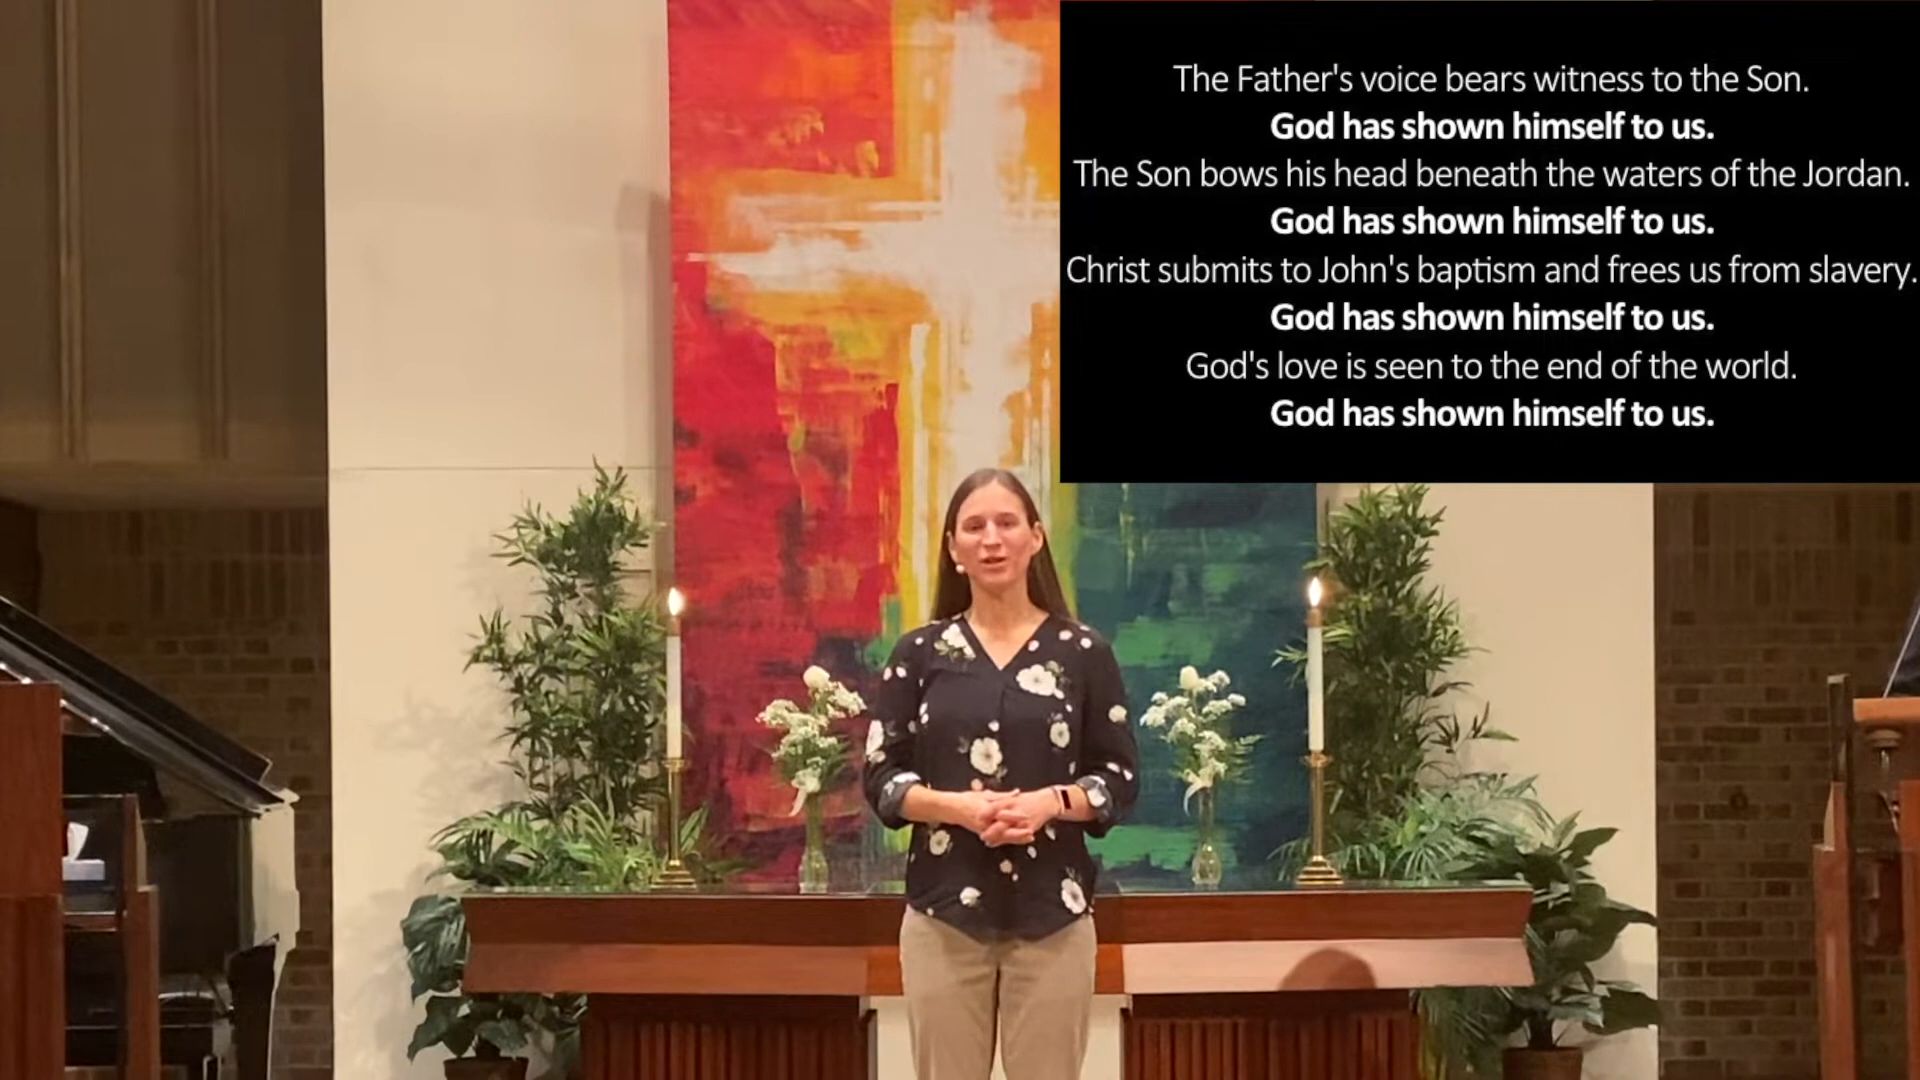 The Father's voice bears witness to the Son.
God has shown himself to us.
The Son bows his head beneath the waters of the Jordan.
God has shown himself to us.
Christ submits to John's baptism and frees us from slavery.
God has shown himself to us.
God's love is seen to the end of the world.
God has shown himself to us.